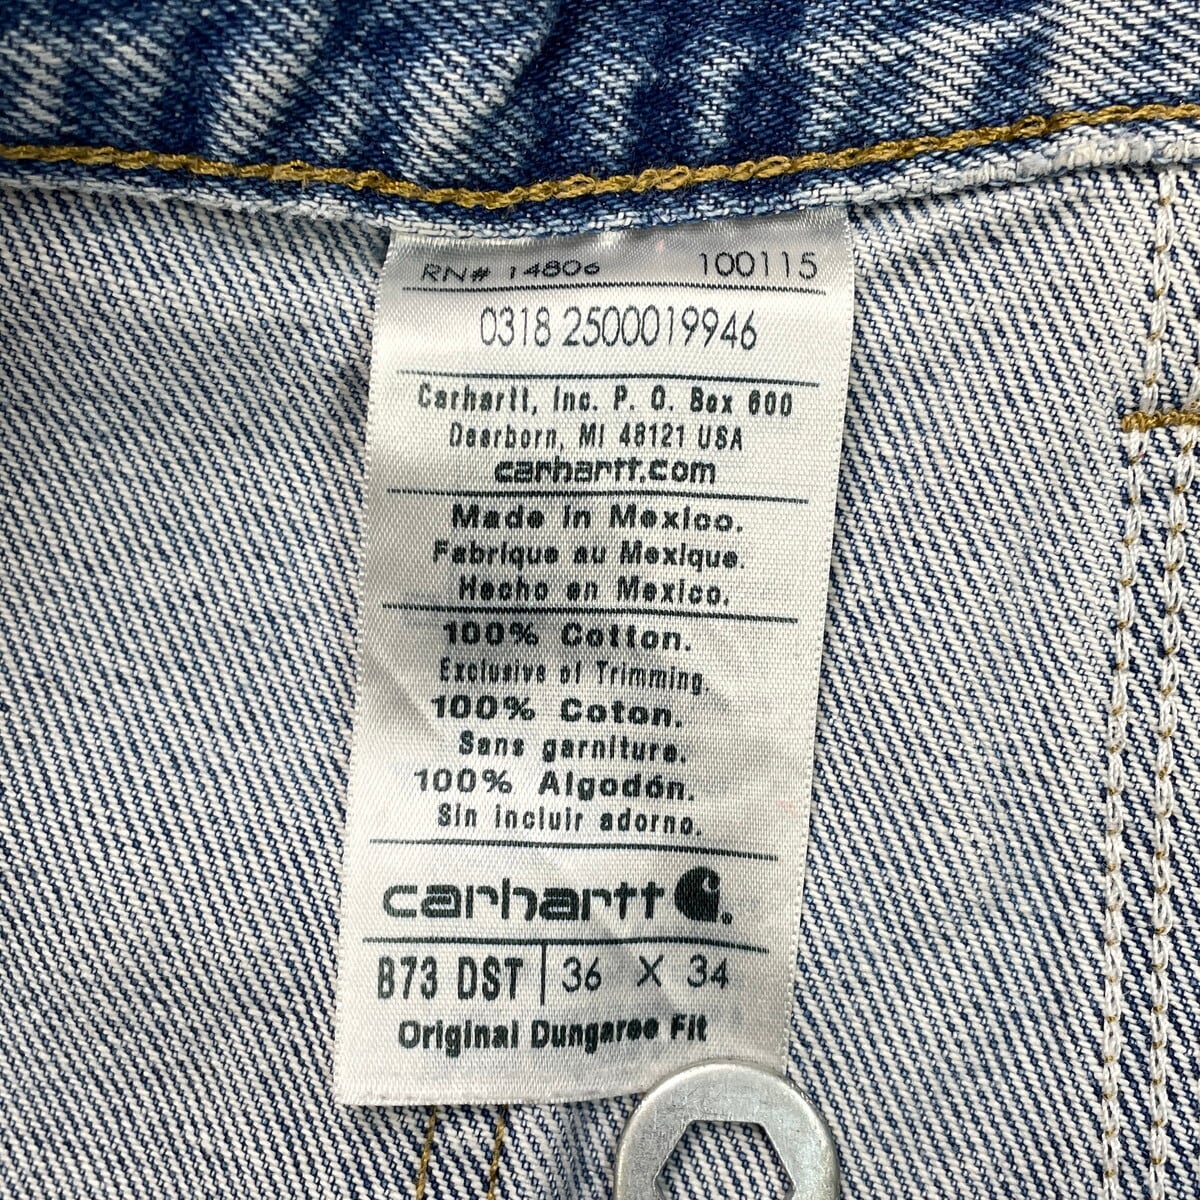 RN# 14806 100115
0318 2500019946
Carhartt, Inc. P. O. Box 600
Dearborn, MI 48121 USA
carhartt.com
Made in Mexico.
Fabrique au Mexique.
Hecho en Mexico.
100% Cotton.
Exclusive of Trimming.
100% Coton.
Sans garniture.
100% Algodón.
Sin incluir adorno.
carhartt
B73 DST 36 X 34
Original Dungaree Fit